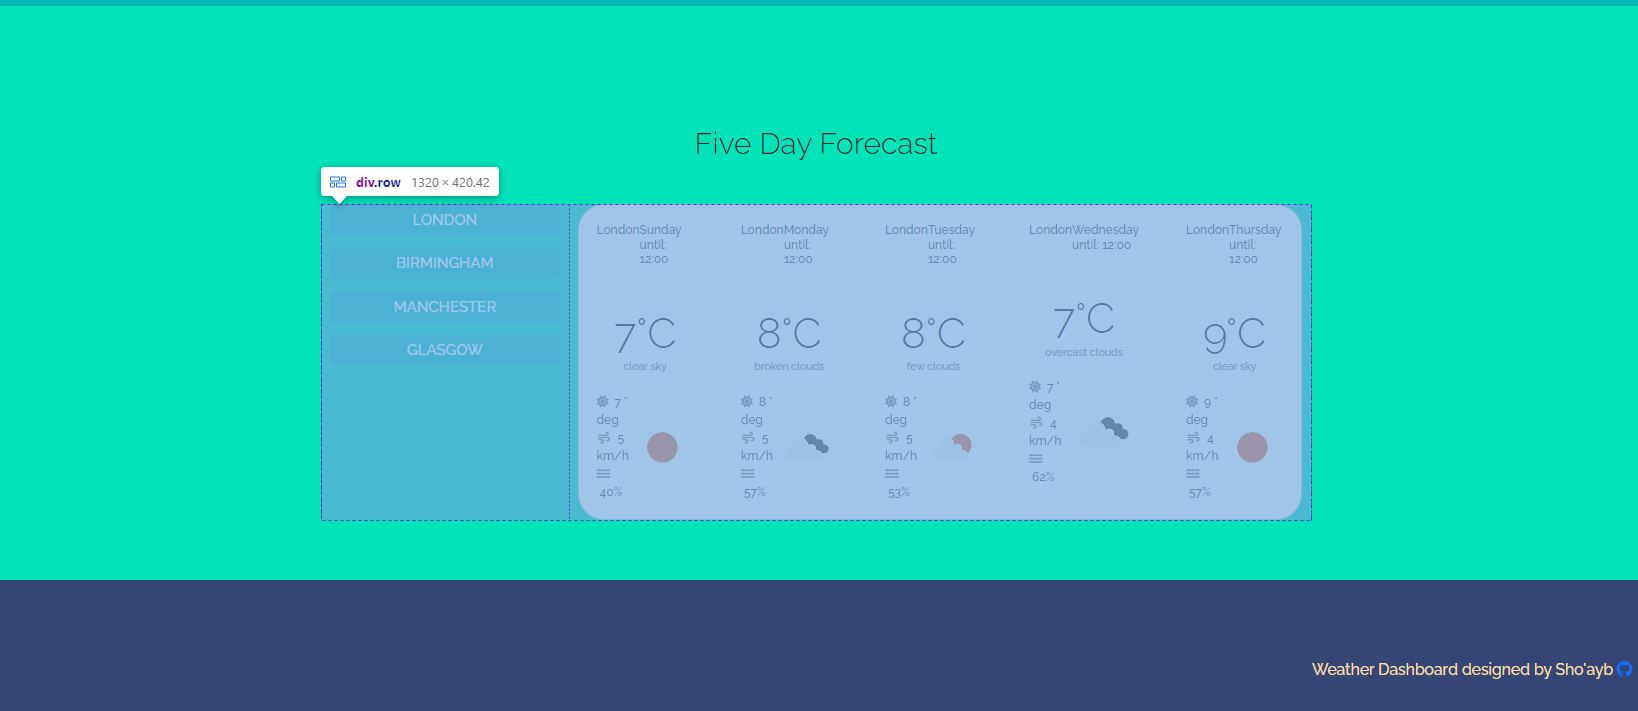 Five Day Forecast
div.row 1320 × 420.42
LONDON
BIRMINGHAM
MANCHESTER
GLASGOW
LondonSunday
until:
12:00
7°C
clear sky
7 °
deg
5
km/h
40%
LondonMonday
until:
12:00
8°C
broken clouds
8 °
deg
5
km/h
57%
LondonTuesday
until:
12:00
8°C
few clouds
8 °
deg
5
km/h
53%
LondonWednesday
until: 12:00
7°C
overcast clouds
7 °
deg
4
km/h
62%
LondonThursday
until:
12:00
9°C
clear sky
9 °
deg
4
km/h
57%
Weather Dashboard designed by Sho'ayb